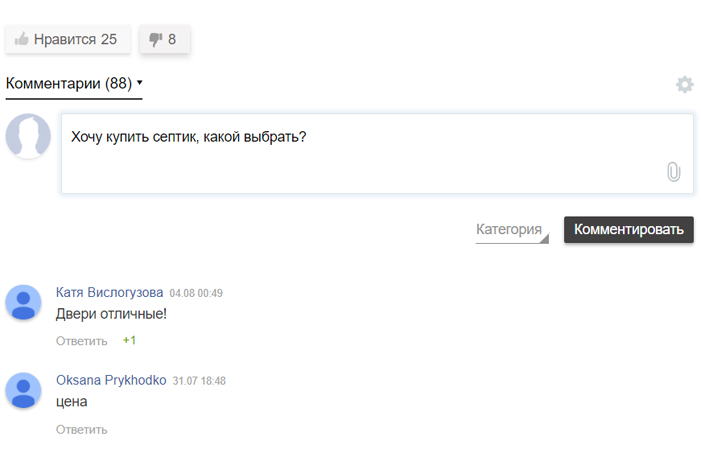 Нравится 25 8
Комментарии (88)
Хочу купить септик, какой выбрать?
Категория Комментировать
Катя Вислогузова 04.08 00:49
Двери отличные!
Ответить +1
Oksana Prykhodko 31.07 18:48
цена
Ответить